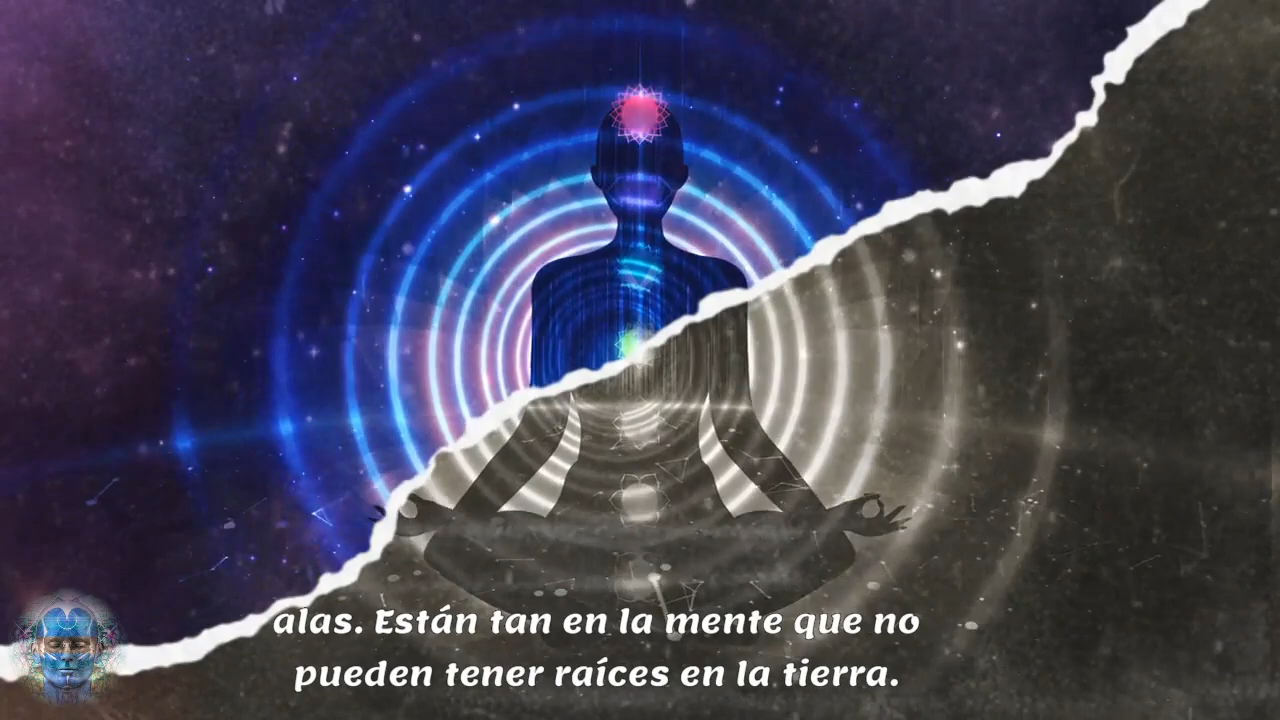 alas. Están tan en la mente que no
pueden tener raíces en la tierra.